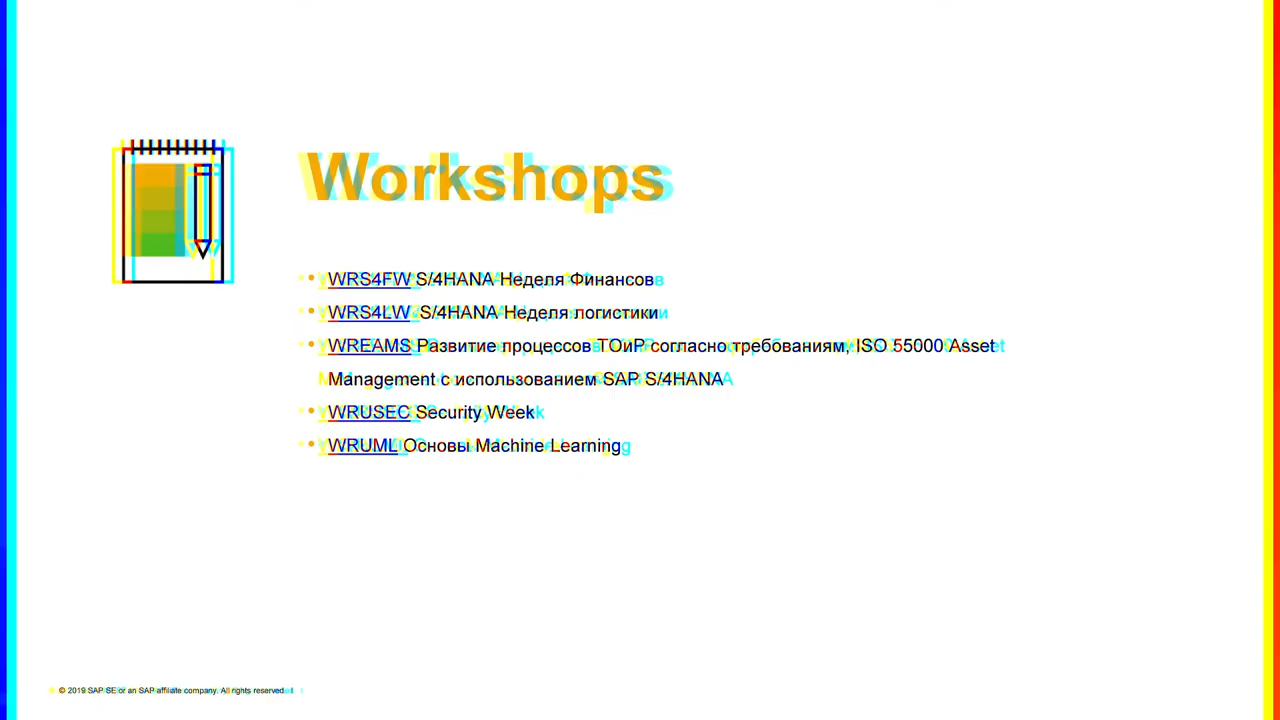 Workshops
• WRS4FW S/4HANA Неделя Финансов
• WRS4LW S/4HANA Неделя логистики
• WREAMS Развитие процессов ТОиР согласно требованиям, ISO 55000 Asset
Management с использованием SAP S/4HANA
• WRUSEC Security Week
• WRUML Основы Machine Learning
© 2019 SAP SE or an SAP affiliate company. All rights reserved. ǀ